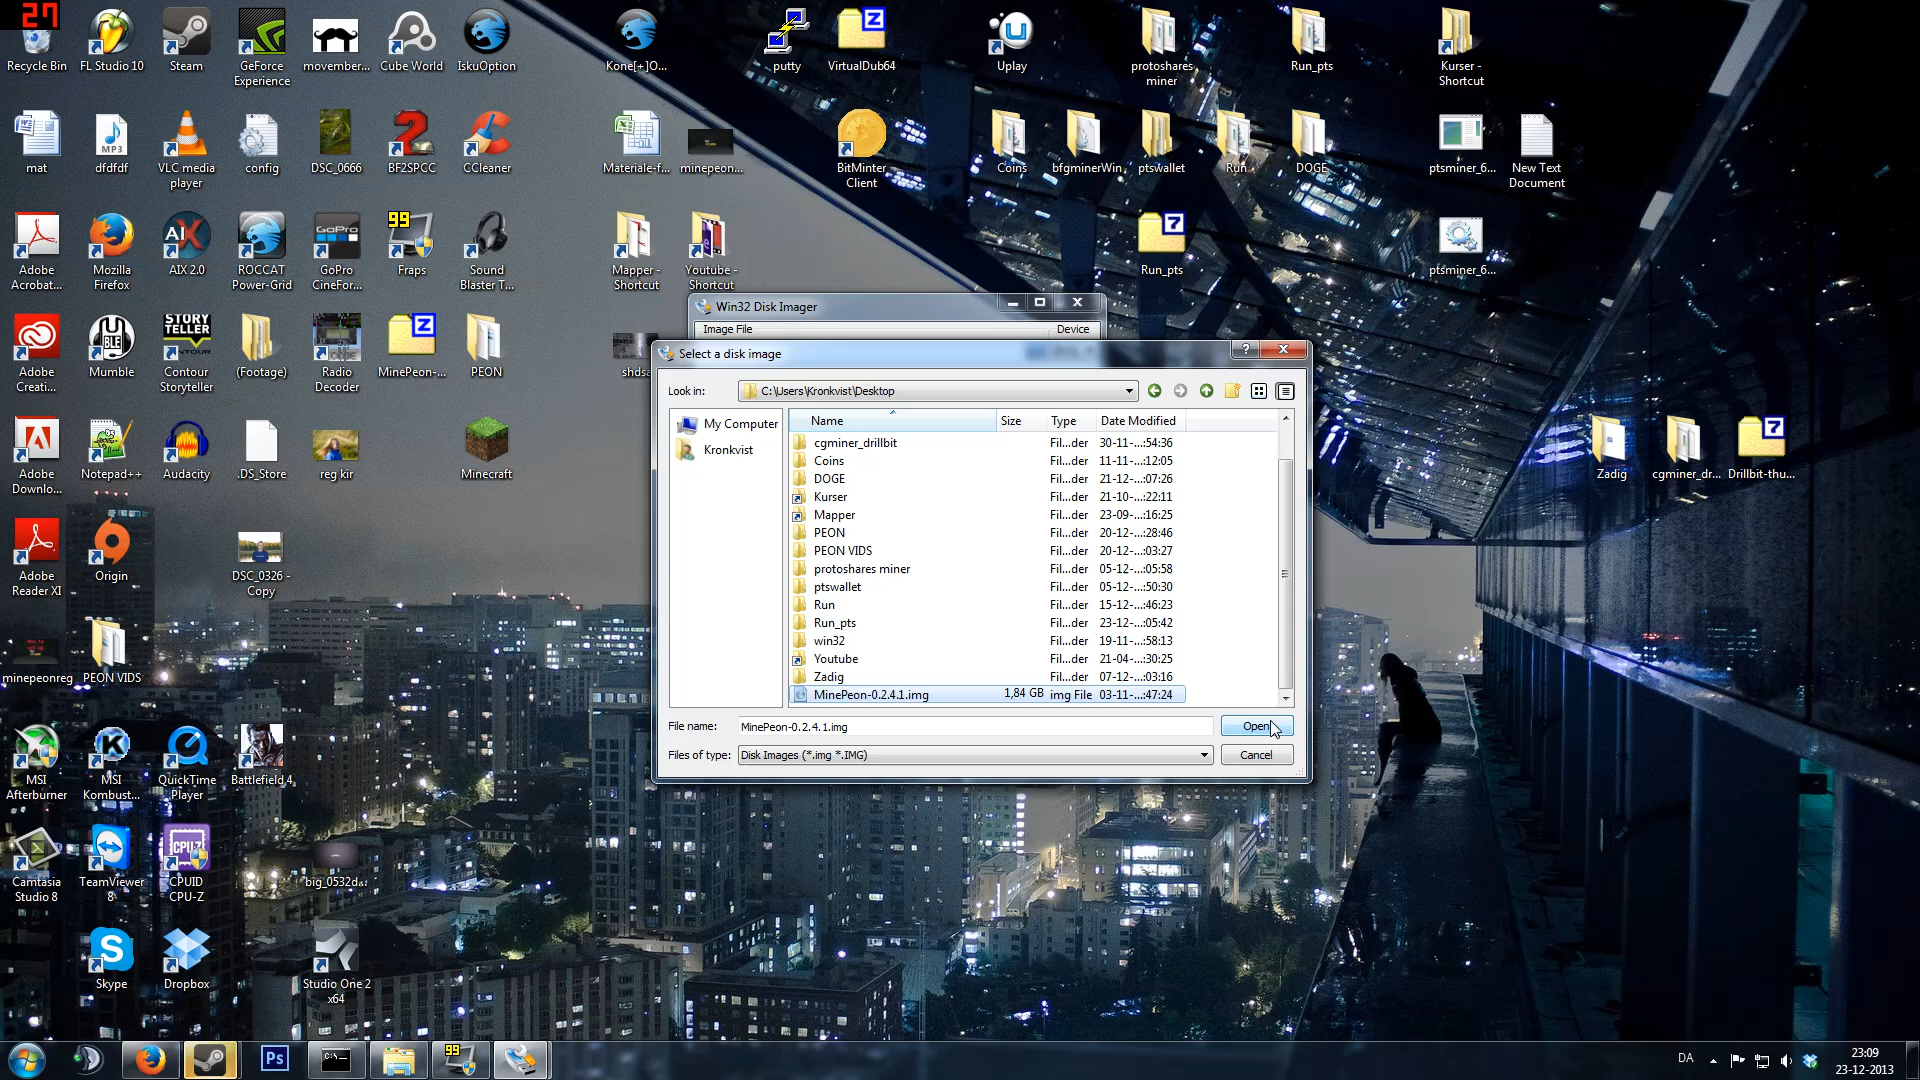 27
Recycle Bin
FL Studio 10
Steam
GeForce
Experience
movember...
Cube World
IskuOption
Kone[+]O...
putty
VirtualDub64
Uplay
protoshares
miner
Run_pts
Kurser -
Shortcut
mat
dfdfdf
VLC media
player
config
DSC_0666
BF2SPCC
CCleaner
Materiale-f...
minepeon...
BitMinter
Client
Coins
bfgminerWin
ptswallet
Run
DOGE
ptsminer_6...
New Text
Document
Adobe
Acrobat...
Mozilla
Firefox
AIX 2.0
ROCCAT
Power-Grid
GoPro
CineFor...
99
Fraps
Sound
Blaster T...
Mapper -
Shortcut
Youtube -
Shortcut
Run_pts
ptsminer_6...
Adobe
Creati...
Mumble
STORY
TELLER
Contour
Storyteller
(Footage)
Radio
Decoder
MinePeon-...
PEON
shdsa
Adobe
Downlo...
Notepad++
Audacity
.DS_Store
reg kir
Minecraft
Zadig
cgminer_dr...
Drillbit-thu...
Adobe
Reader XI
Origin
DSC_0326 -
Copy
minepeonreg
PEON VIDS
MSI
Afterburner
MSI
Kombust...
QuickTime
Player
Battlefield 4
Camtasia
Studio 8
TeamViewer
8
CPUID
CPU-Z
big_0532d...
Skype
Dropbox
Studio One 2
x64
Win32 Disk Imager
Image File
Device
Select a disk image
Look in:
C:\Users\Kronkvist\Desktop
My Computer
Kronkvist
Name Size Type Date Modified
cgminer_drillbit Fil...der 30-11-...:54:36
Coins Fil...der 11-11-...:12:05
DOGE Fil...der 21-12-...:07:26
Kurser Fil...der 21-10-...:22:11
Mapper Fil...der 23-09-...:16:25
PEON Fil...der 20-12-...:28:46
PEON VIDS Fil...der 20-12-...:03:27
protoshares miner Fil...der 05-12-...:05:58
ptswallet Fil...der 05-12-...:50:30
Run Fil...der 15-12-...:46:23
Run_pts Fil...der 23-12-...:05:42
win32 Fil...der 19-11-...:58:13
Youtube Fil...der 21-04-...:30:25
Zadig Fil...der 07-12-...:03:16
MinePeon-0.2.4.1.img 1,84 GB img File 03-11-...:47:24
File name:
MinePeon-0.2.4.1.img
Open
Files of type:
Disk Images (*.img *.IMG)
Cancel
Ps
99
DA
23:09
23-12-2013